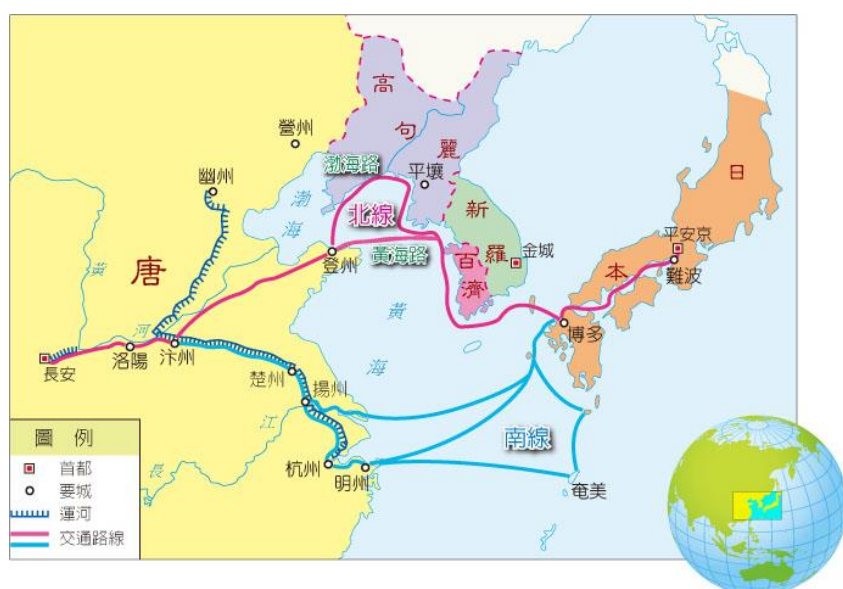 高句麗
營州
渤海路
平壤
幽州
渤海
北線
新羅
日本
平安京
金城
難波
登州
黃海路
百濟
唐
黃河
黃海
博多
洛陽
汴州
長安
楚州
揚州
南線
長江
杭州
明州
奄美
圖 例
首都
要城
運河
交通路線